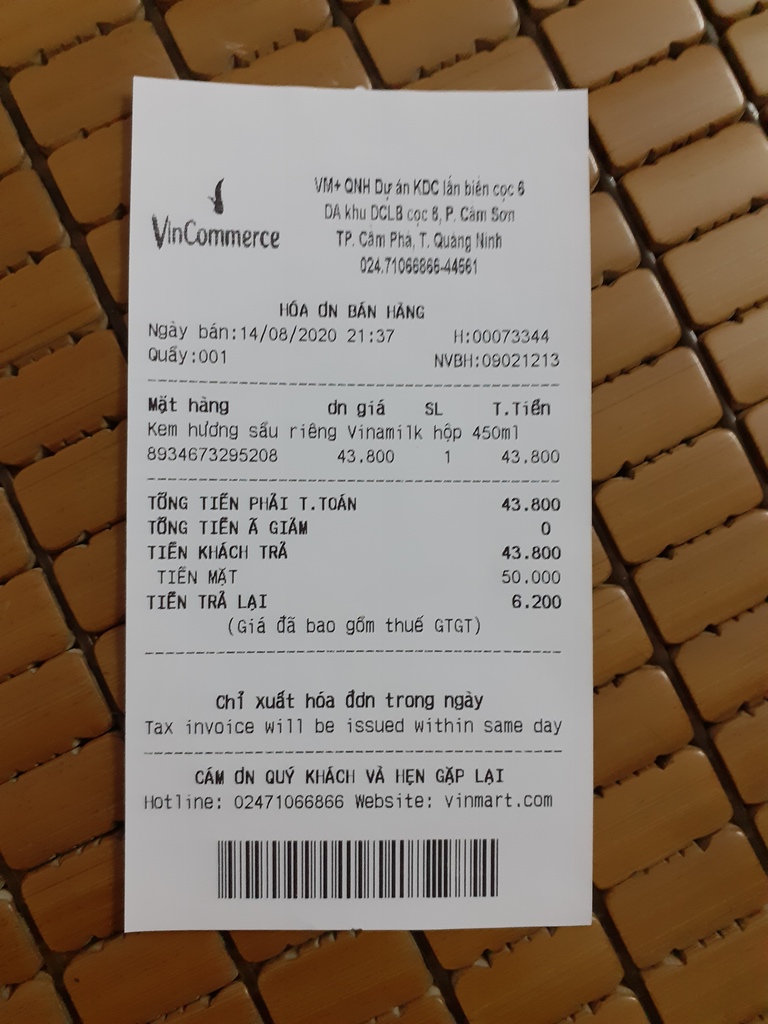 VinCommerce
VM+ QNH Dự án KDC lấn biển cọc 6
DA khu DCLB cọc 8, P. Cẩm Sơn
TP. Cẩm Phả, T. Quảng Ninh
024.71066866-44561
HÓA ƠN BÁN HÀNG
Ngày bán:14/08/2020 21:37 H:00073344
Quầy:001 NVBH:09021213
Mặt hàng ơn giá SL T.Tiền
Kem hương sầu riêng Vinamilk hộp 450ml
8934673295208 43.800 1 43.800
TỔNG TIỀN PHẢI T.TOÁN 43.800
TỔNG TIỀN Ã GIẢM 0
TIỀN KHÁCH TRẢ 43.800
TIỀN MẶT 50.000
TIỀN TRẢ LẠI 6.200
(Giá đã bao gồm thuế GTGT)
Chỉ xuất hóa đơn trong ngày
Tax invoice will be issued within same day
CẢM ƠN QUÝ KHÁCH VÀ HẸN GẶP LẠI
Hotline: 02471066866 Website: vinmart.com